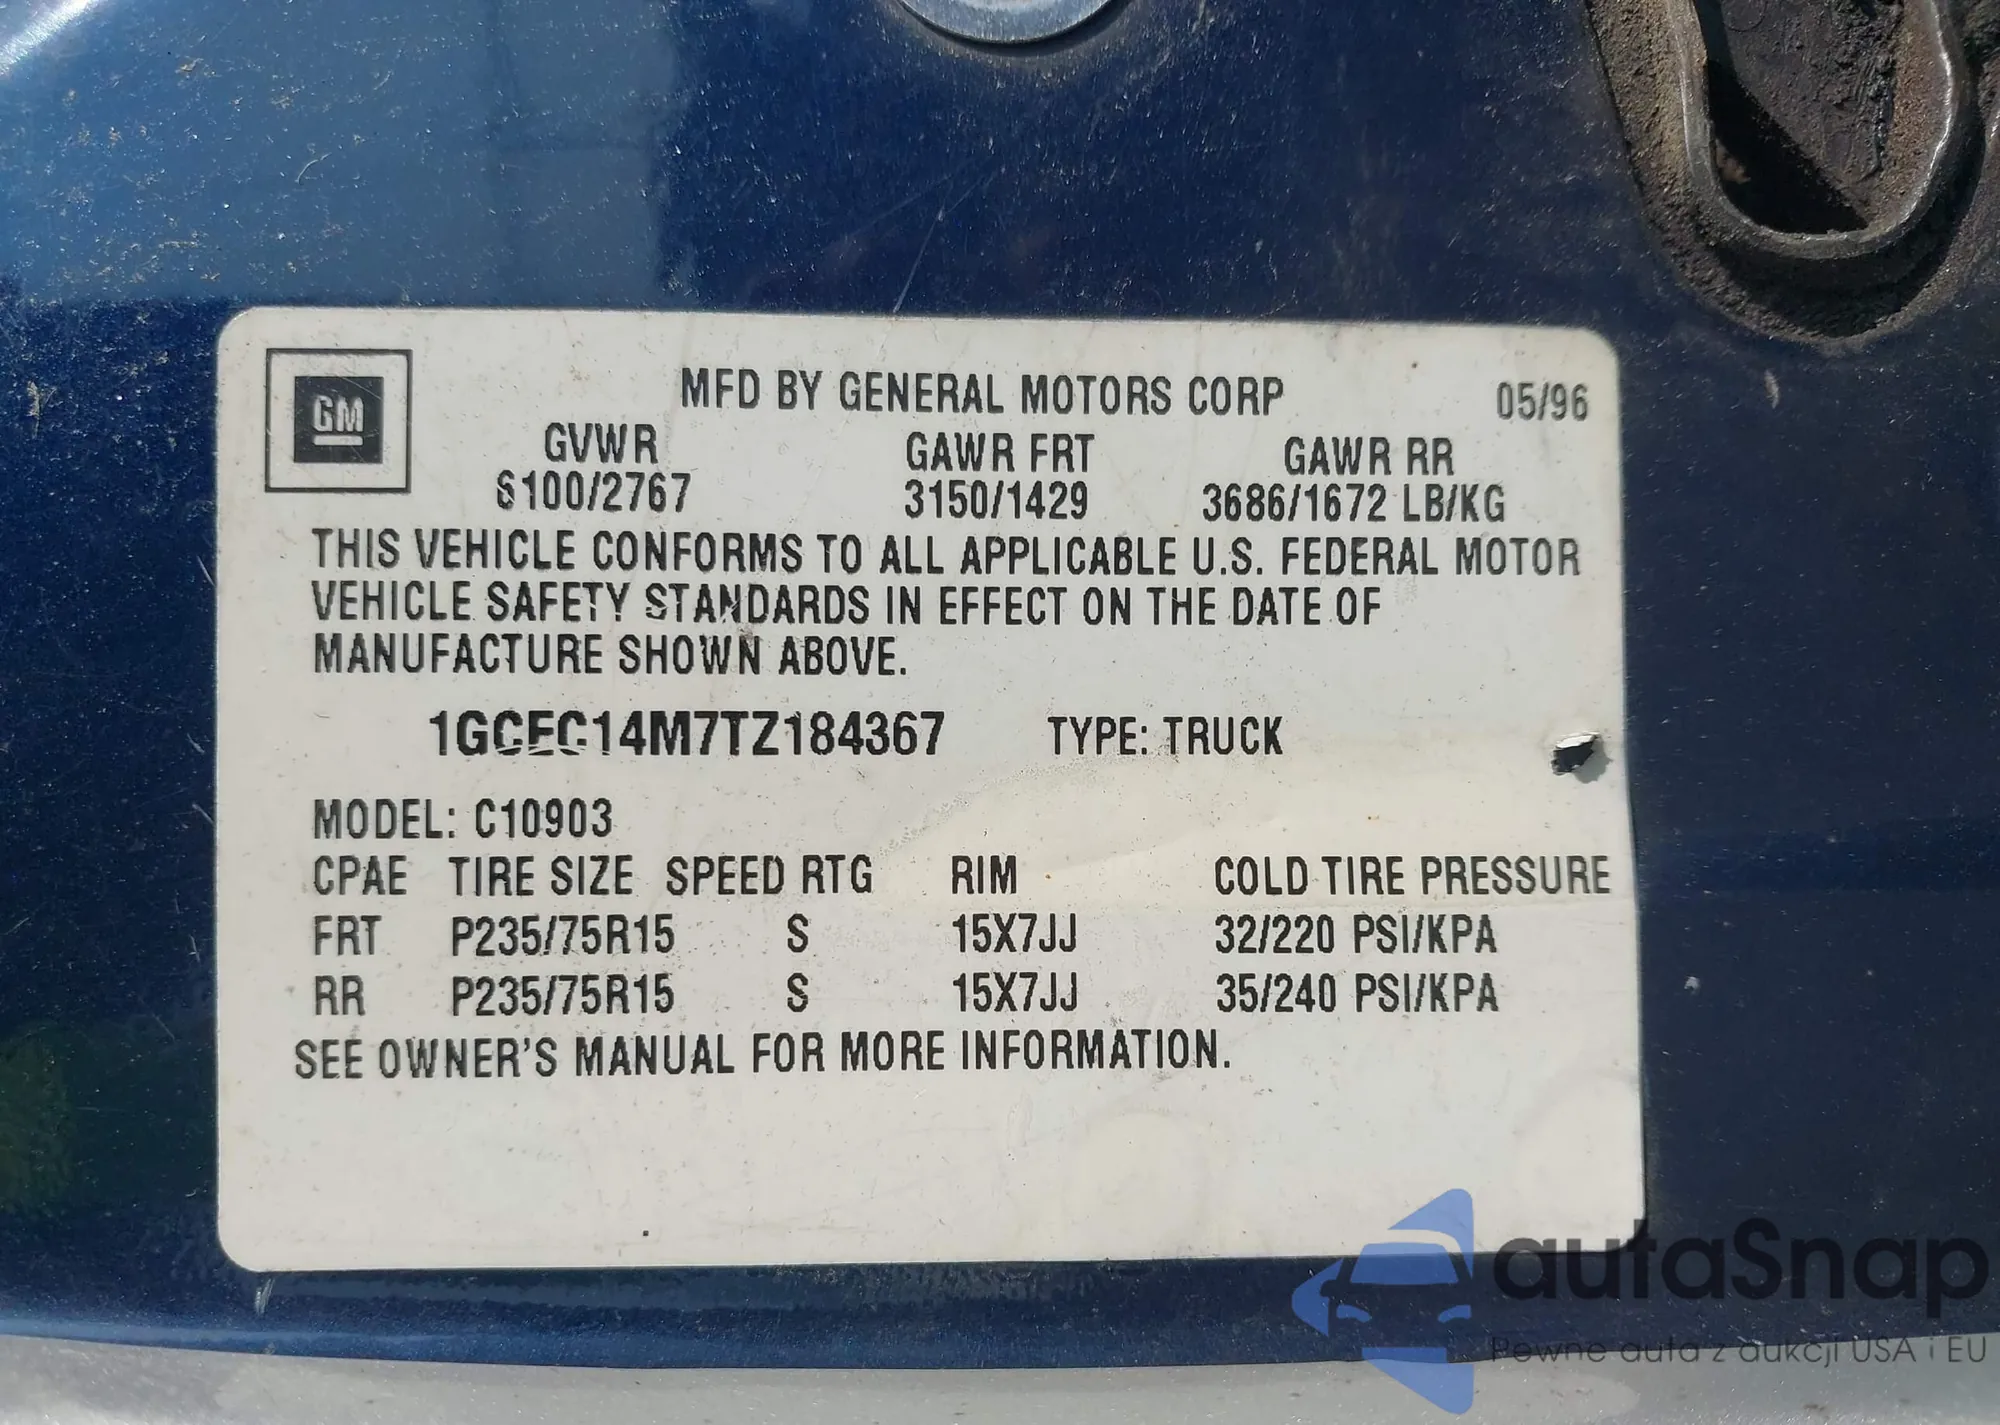 GM
MFD BY GENERAL MOTORS CORP 05/96
GVWR GAWR FRT GAWR RR
6100/2767 3150/1429 3686/1672 LB/KG
THIS VEHICLE CONFORMS TO ALL APPLICABLE U.S. FEDERAL MOTOR
VEHICLE SAFETY STANDARDS IN EFFECT ON THE DATE OF
MANUFACTURE SHOWN ABOVE.
1GCEC14M7TZ184367 TYPE: TRUCK
MODEL: C10903
CPAE TIRE SIZE SPEED RTG RIM COLD TIRE PRESSURE
FRT P235/75R15 S 15X7JJ 32/220 PSI/KPA
RR P235/75R15 S 15X7JJ 35/240 PSI/KPA
SEE OWNER'S MANUAL FOR MORE INFORMATION.
autaSnap
Pewne auta z aukcji USA i EU